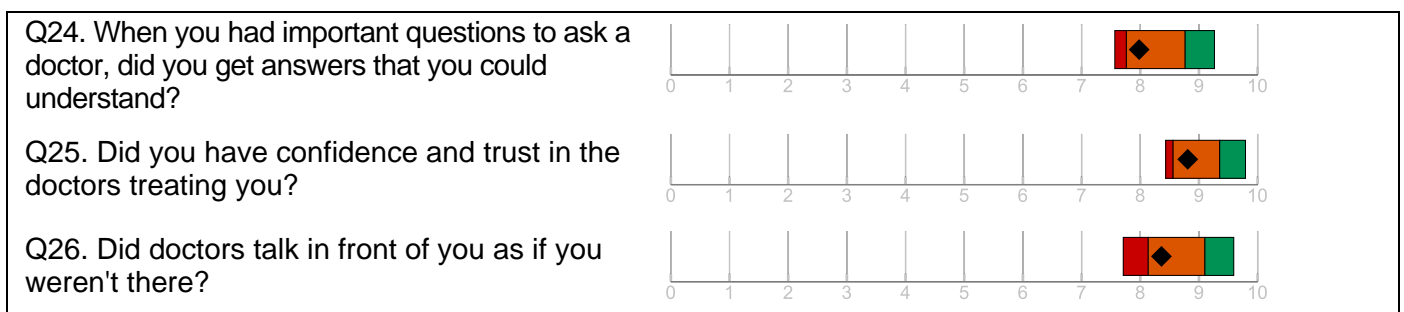 Q24. When you had important questions to ask a
doctor, did you get answers that you could
understand?
0 1 2 3 4 5 6 7 8 9 10
Q25. Did you have confidence and trust in the
doctors treating you?
0 1 2 3 4 5 6 7 8 9 10
Q26. Did doctors talk in front of you as if you
weren't there?
0 1 2 3 4 5 6 7 8 9 10